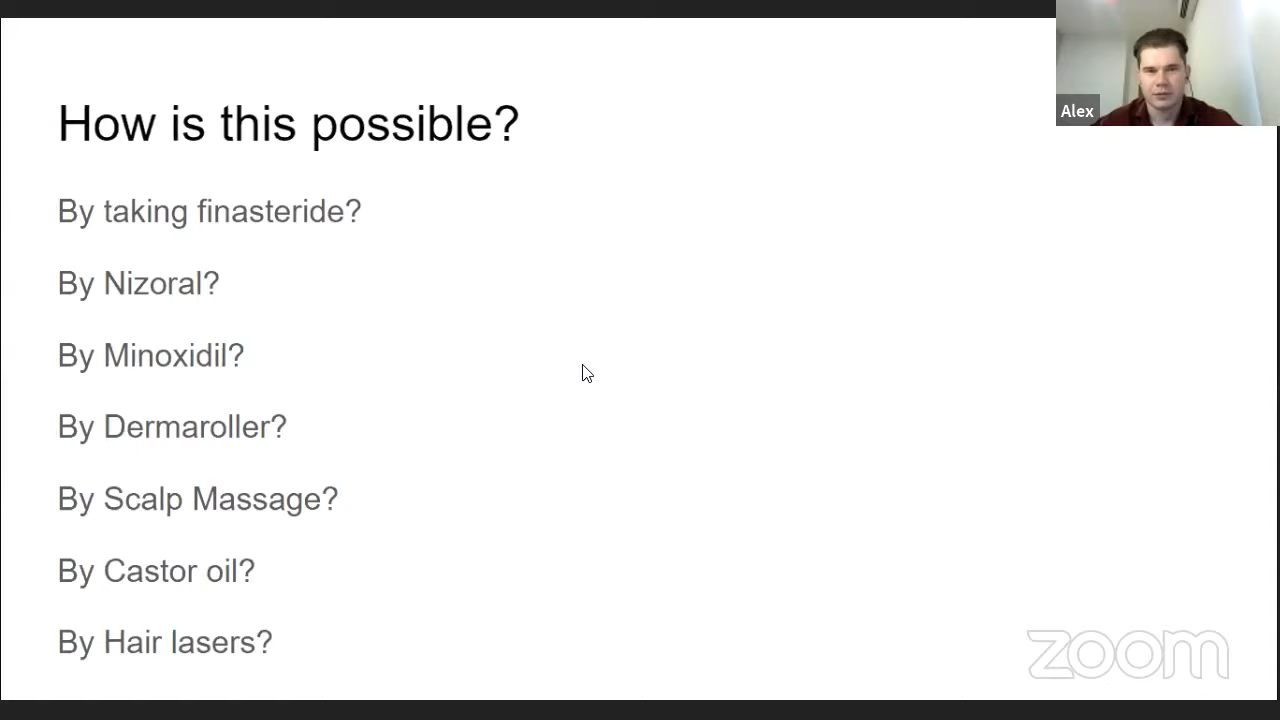 How is this possible?
By taking finasteride?
By Nizoral?
By Minoxidil?
By Dermaroller?
By Scalp Massage?
By Castor oil?
By Hair lasers?
Alex
zoom